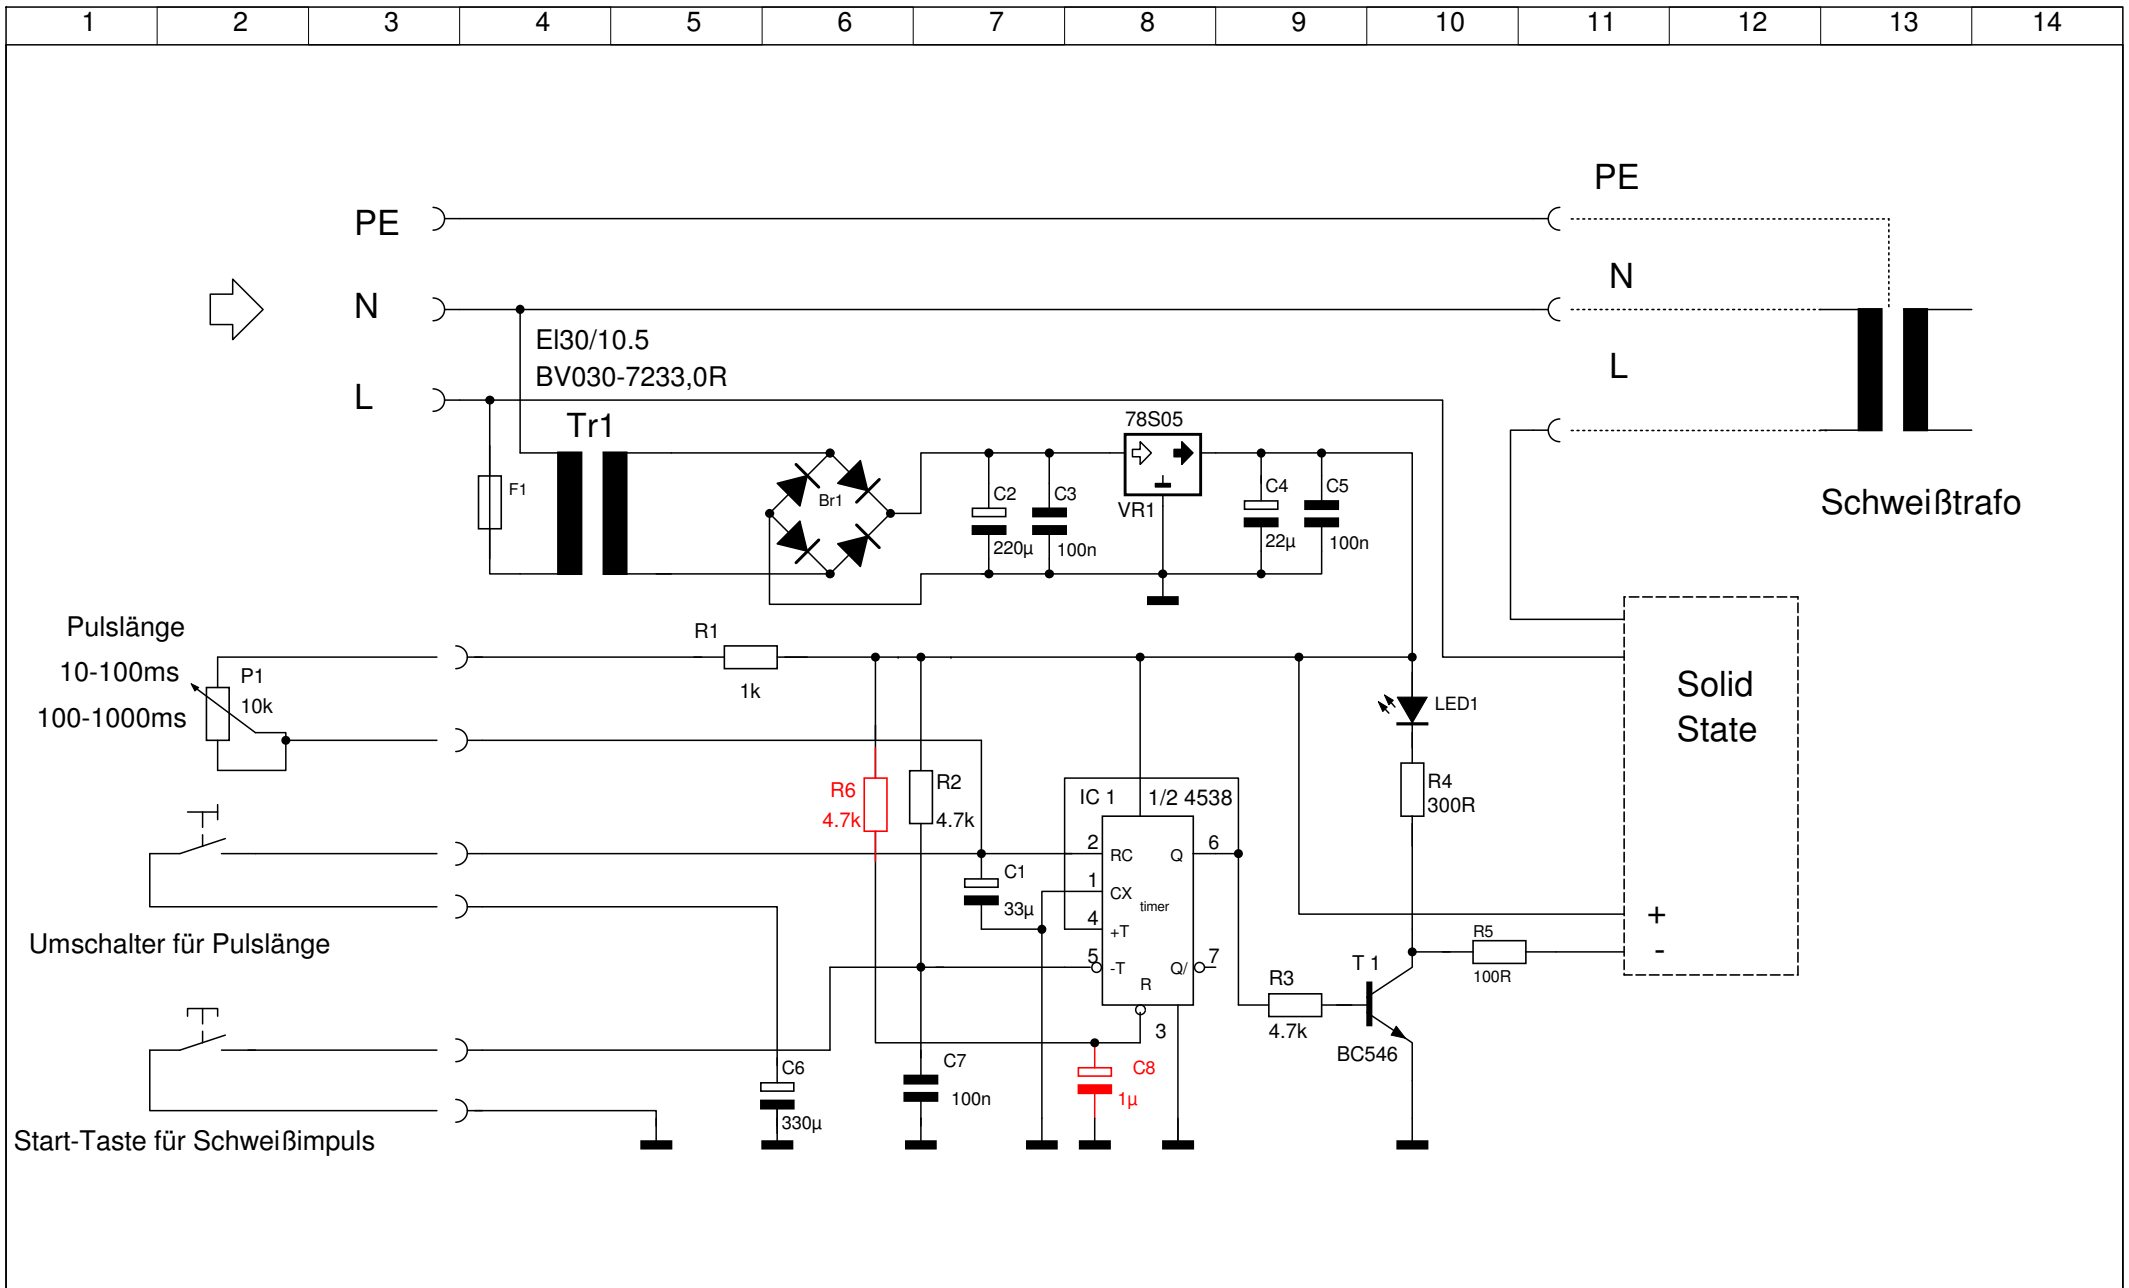 1 2 3 4 5 6 7 8 9 10 11 12 13 14
PE
PE
N
N
EI30/10.5
BV030-7233,0R
L
L
Tr1
78S05
F1
Br1
C2
C3
VR1
C4
C5
220µ
100n
22µ
100n
Schweißtrafo
Pulslänge
10-100ms
100-1000ms
P1
10k
R1
1k
LED1
Solid
State
R6
4.7k
R2
4.7k
IC 1
1/2 4538
R4
300R
2
RC
Q
6
C1
33µ
1
CX
timer
4
+T
5
-T
Q/
7
R
3
+
-
R5
100R
R3
4.7k
T 1
BC546
Umschalter für Pulslänge
C6
330µ
C7
100n
C8
1µ
Start-Taste für Schweißimpuls